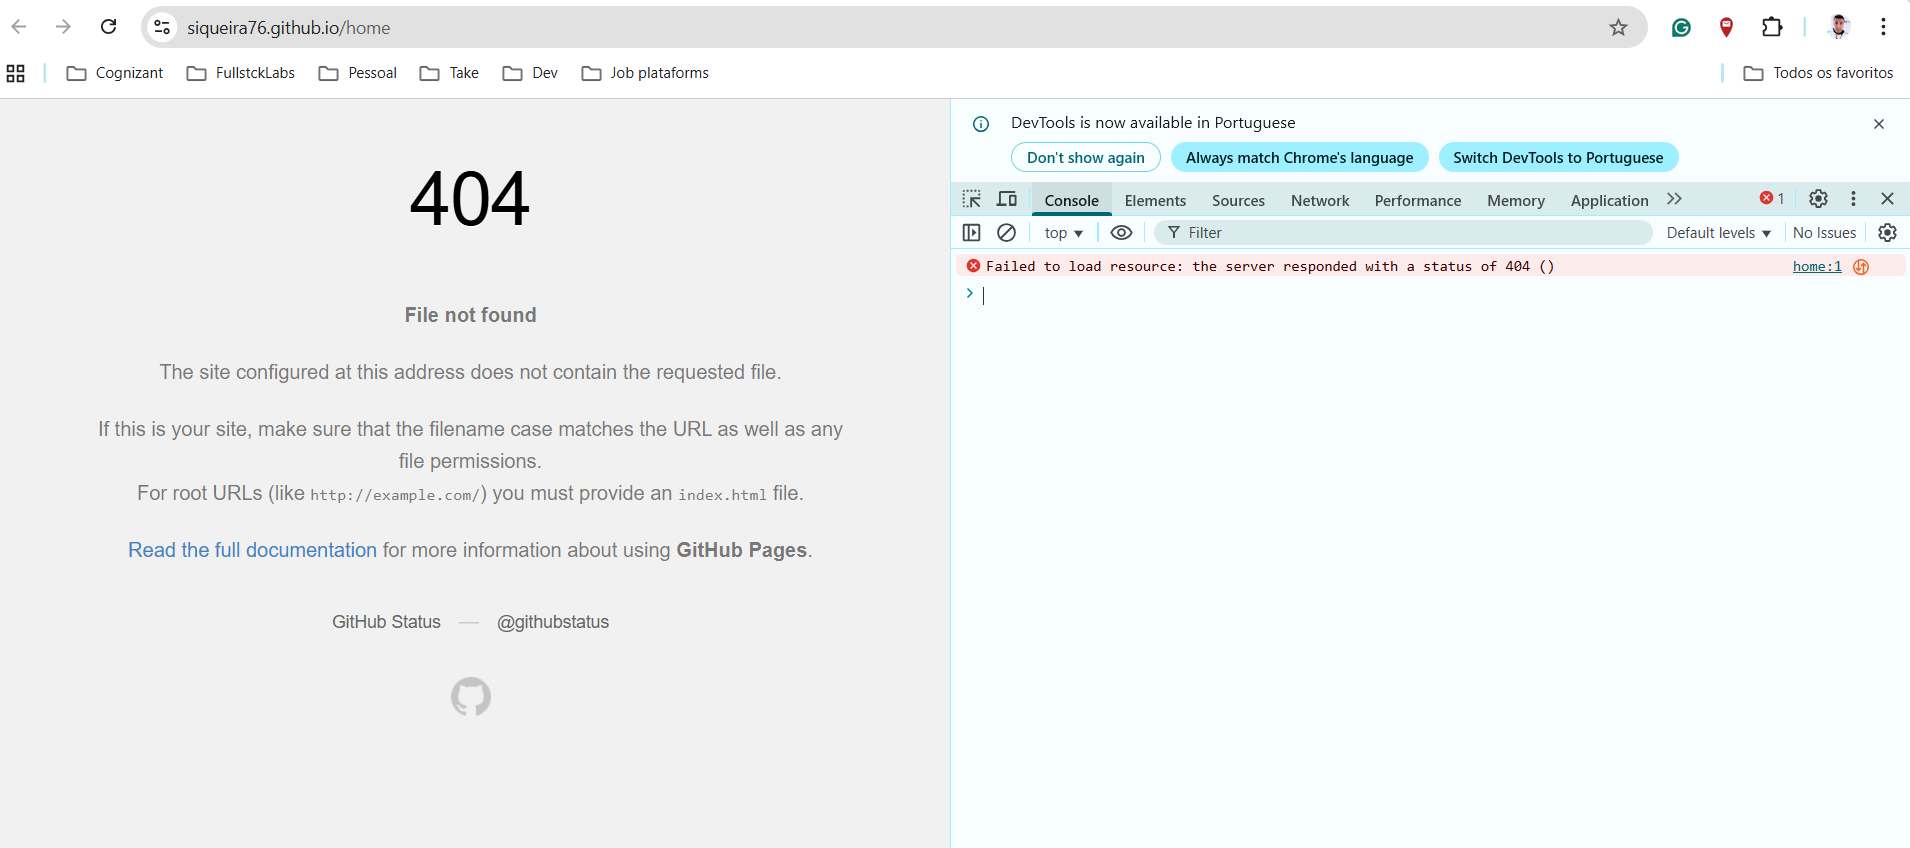 siqueira76.github.io/home
Cognizant
FullstckLabs
Pessoal
Take
Dev
Job plataforms
Todos os favoritos
404
File not found
The site configured at this address does not contain the requested file.
If this is your site, make sure that the filename case matches the URL as well as any
file permissions.
For root URLs (like http://example.com/) you must provide an index.html file.
Read the full documentation for more information about using GitHub Pages.
GitHub Status — @githubstatus
DevTools is now available in Portuguese
Don't show again
Always match Chrome's language
Switch DevTools to Portuguese
Console
Elements
Sources
Network
Performance
Memory
Application
1
top
Filter
Default levels
No Issues
Failed to load resource: the server responded with a status of 404 ()
home:1